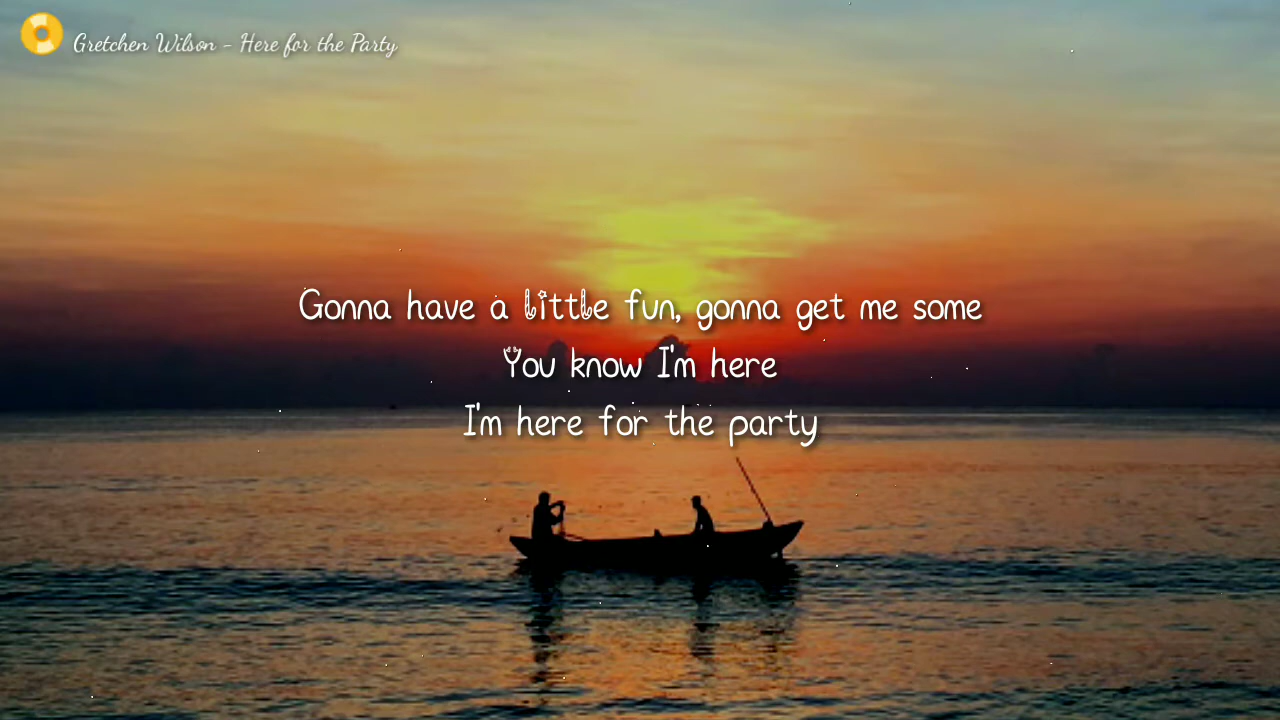 Gretchen Wilson - Here for the Party
Gonna have a little fun, gonna get me some
You know I'm here
I'm here for the party